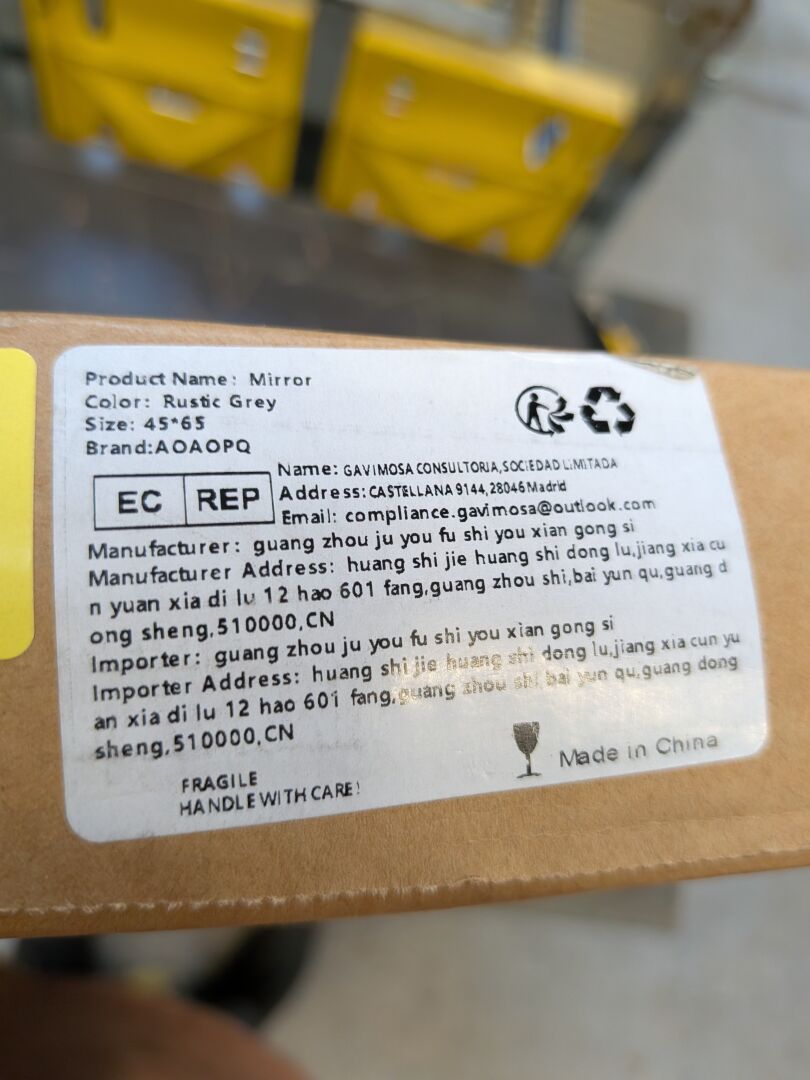 Product Name: Mirror
Color: Rustic Grey
Size: 45*65
Brand:AOAOPQ
EC REP
Name: GAVIMOSA CONSULTORIA,SOCIEDAD LIMITADA
Address:CASTELLANA 9144,28046 Madrid
Email: compliance.gavimosa@outlook.com
Manufacturer: guang zhou ju you fu shi you xian gong si
Manufacturer Address: huang shi jie huang shi dong lu,jiang xia cu
n yuan xia di lu 12 hao 601 fang,guang zhou shi,bai yun qu,guang d
ong sheng,510000,CN
Importer: guang zhou ju you fu shi you xian gong si
Importer Address: huang shi jie huang shi dong lu,jiang xia cun yu
an xia di lu 12 hao 601 fang,guang zhou shi,bai yun qu,guang dong
sheng,510000,CN
FRAGILE
HANDLE WITH CARE!
Made in China